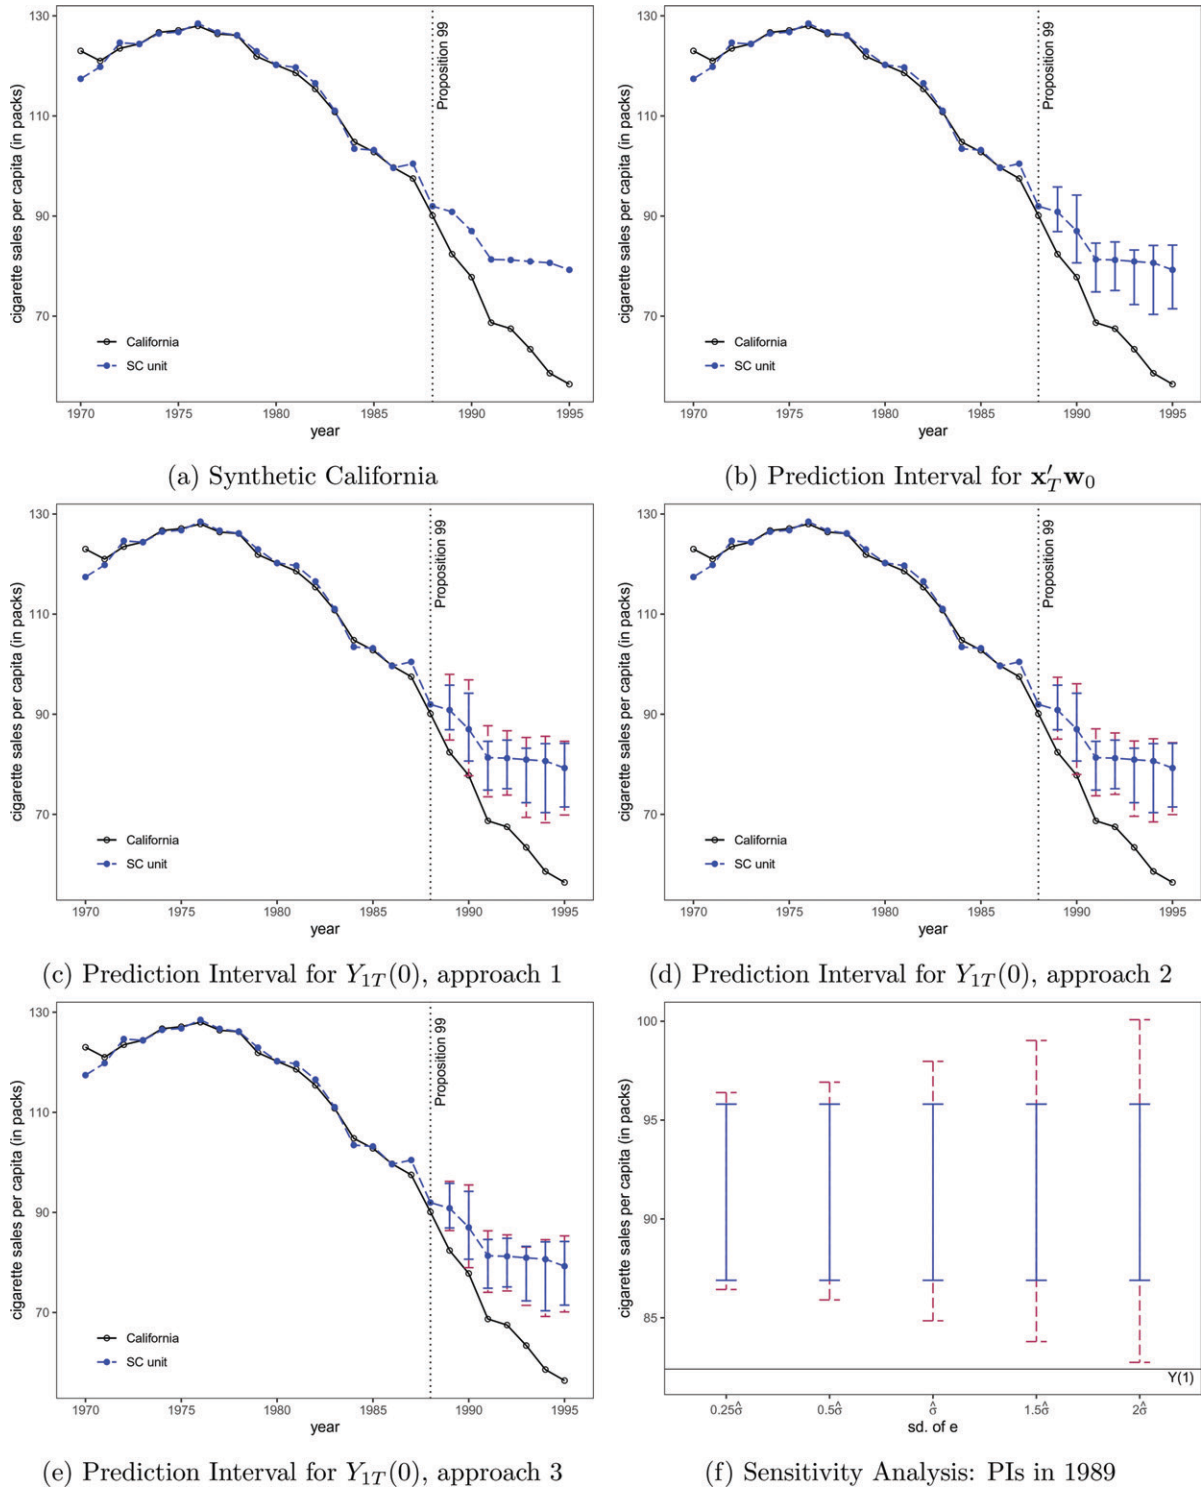 130
110
90
70
cigarette sales per capita (in packs)
Proposition 99
California
SC unit
1970 1975 1980 1985 1990 1995
year
(a) Synthetic California
130
110
90
70
cigarette sales per capita (in packs)
Proposition 99
California
SC unit
1970 1975 1980 1985 1990 1995
year
(b) Prediction Interval for x′_T w_0
130
110
90
70
cigarette sales per capita (in packs)
Proposition 99
California
SC unit
1970 1975 1980 1985 1990 1995
year
(c) Prediction Interval for Y_{1T}(0), approach 1
130
110
90
70
cigarette sales per capita (in packs)
Proposition 99
California
SC unit
1970 1975 1980 1985 1990 1995
year
(d) Prediction Interval for Y_{1T}(0), approach 2
130
110
90
70
cigarette sales per capita (in packs)
Proposition 99
California
SC unit
1970 1975 1980 1985 1990 1995
year
(e) Prediction Interval for Y_{1T}(0), approach 3
100
95
90
85
cigarette sales per capita (in packs)
Y(1)
0.25σ̂ 0.5σ̂ σ̂ 1.5σ̂ 2σ̂
sd. of e
(f) Sensitivity Analysis: PIs in 1989